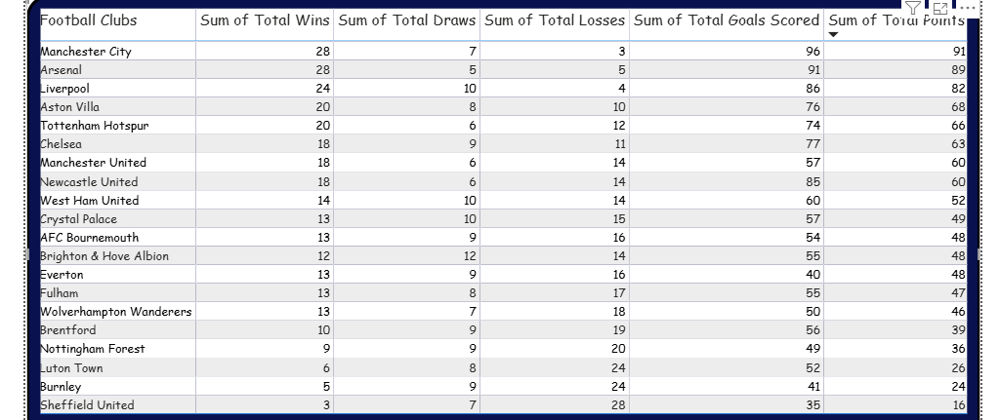 Football Clubs Sum of Total Wins Sum of Total Draws Sum of Total Losses Sum of Total Goals Scored Sum of Total Points
Manchester City 28 7 3 96 91
Arsenal 28 5 5 91 89
Liverpool 24 10 4 86 82
Aston Villa 20 8 10 76 68
Tottenham Hotspur 20 6 12 74 66
Chelsea 18 9 11 77 63
Manchester United 18 6 14 57 60
Newcastle United 18 6 14 85 60
West Ham United 14 10 14 60 52
Crystal Palace 13 10 15 57 49
AFC Bournemouth 13 9 16 54 48
Brighton & Hove Albion 12 12 14 55 48
Everton 13 9 16 40 48
Fulham 13 8 17 55 47
Wolverhampton Wanderers 13 7 18 50 46
Brentford 10 9 19 56 39
Nottingham Forest 9 9 20 49 36
Luton Town 6 8 24 52 26
Burnley 5 9 24 41 24
Sheffield United 3 7 28 35 16